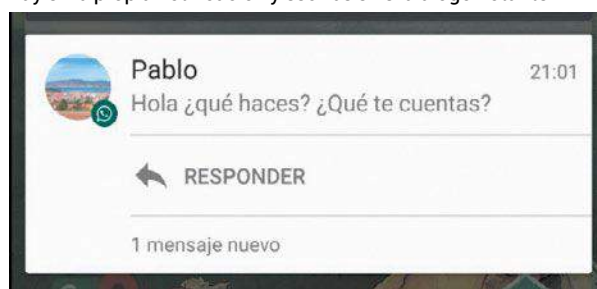 Pablo
21:01
Hola ¿qué haces? ¿Qué te cuentas?
RESPONDER
1 mensaje nuevo